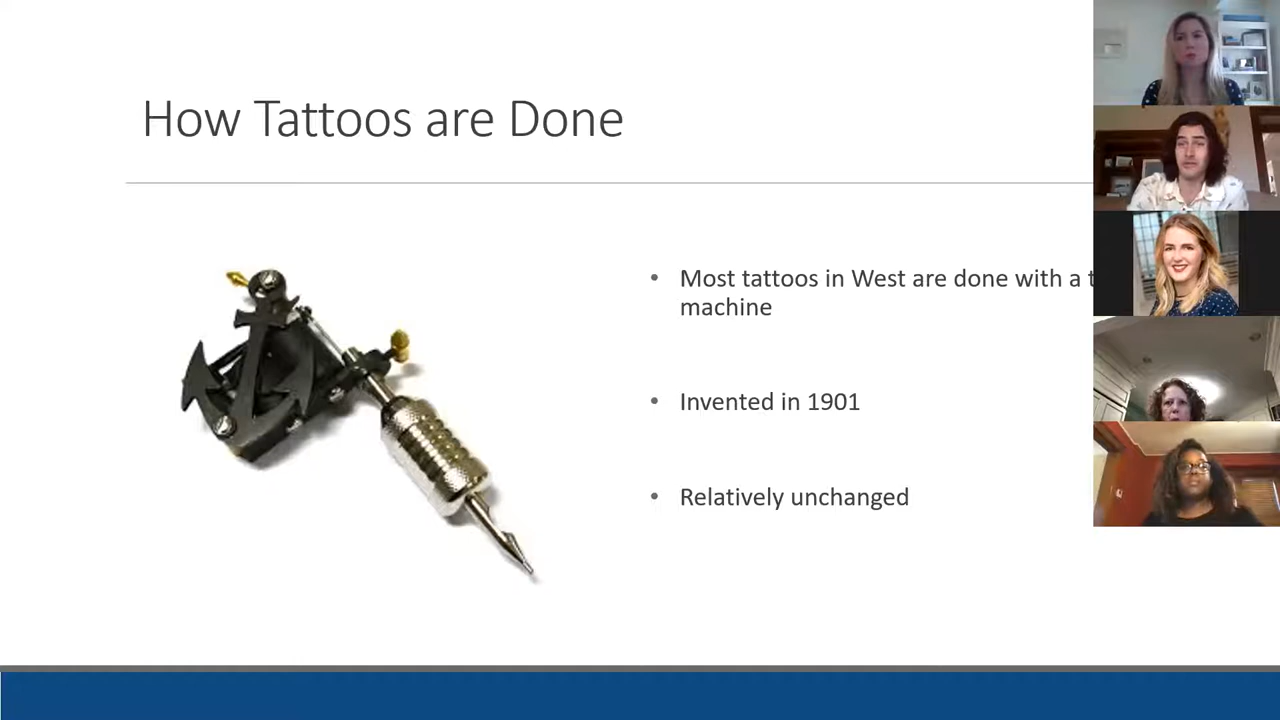 How Tattoos are Done
• Most tattoos in West are done with a
machine
• Invented in 1901
• Relatively unchanged